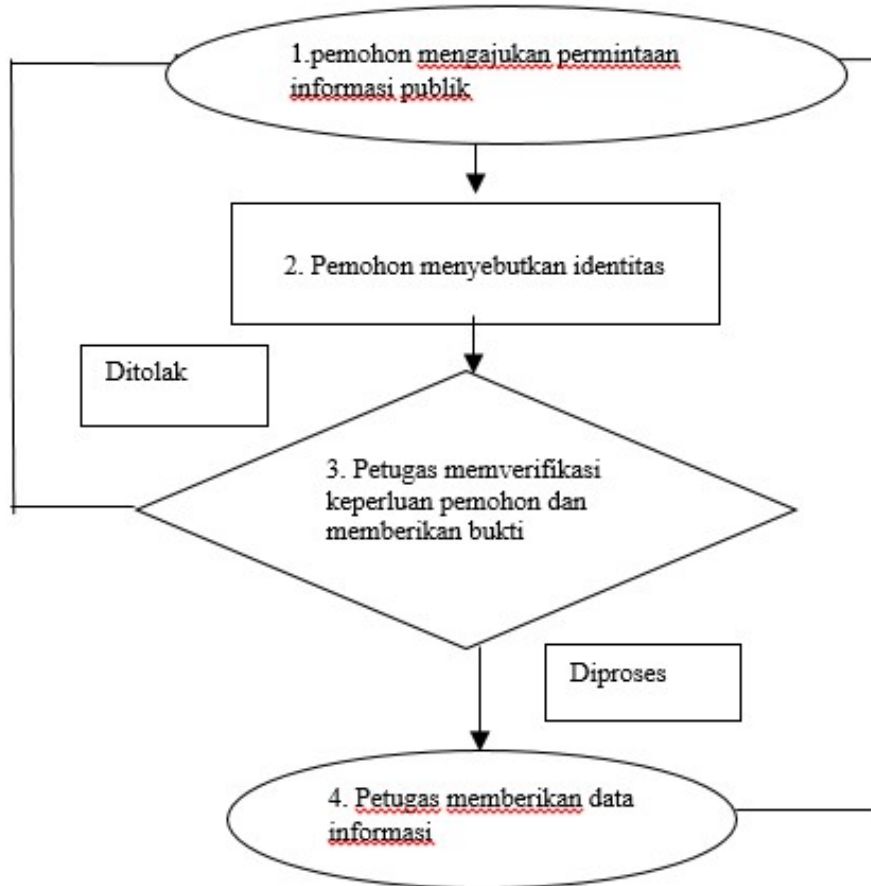 1.pemohon mengajukan permintaan
informasi publik
2. Pemohon menyebutkan identitas
Ditolak
3. Petugas memverifikasi
keperluan pemohon dan
memberikan bukti
Diproses
4. Petugas memberikan data
informasi